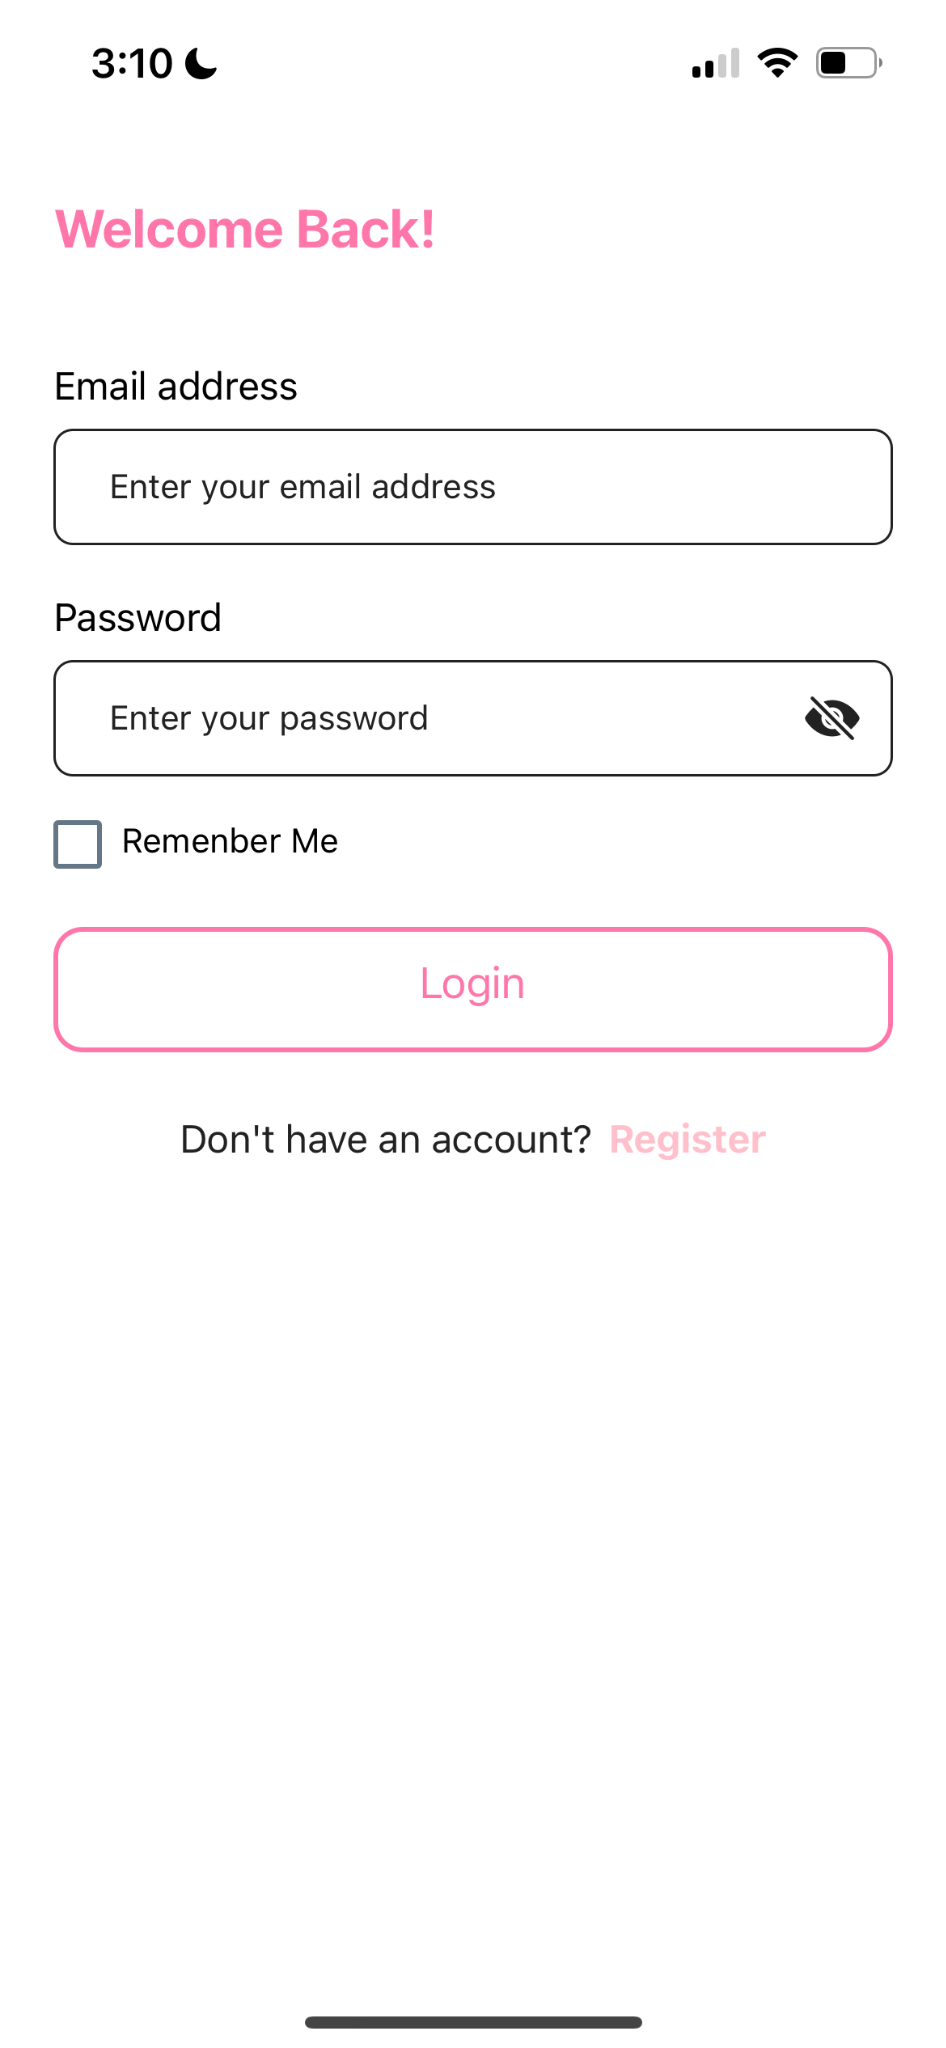 3:10
Welcome Back!
Email address
Enter your email address
Password
Enter your password
Remenber Me
Login
Don't have an account? Register